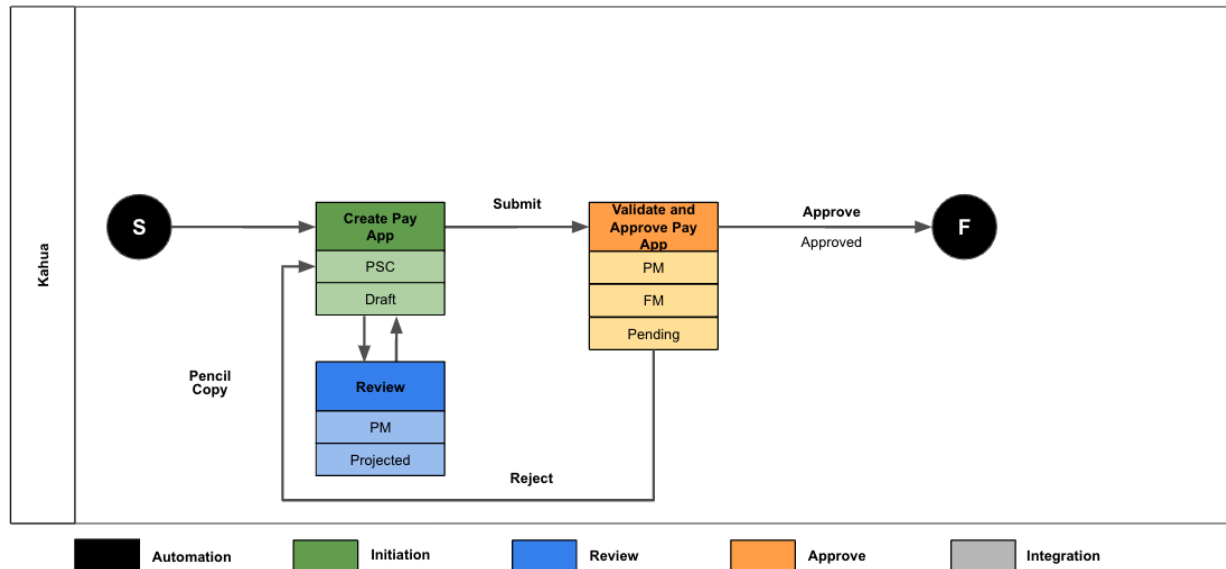 Kahua
S
Create Pay
App
PSC
Draft
Submit
Validate and
Approve Pay
App
PM
FM
Pending
Approve
Approved
F
Pencil
Copy
Review
PM
Projected
Reject
Automation
Initiation
Review
Approve
Integration